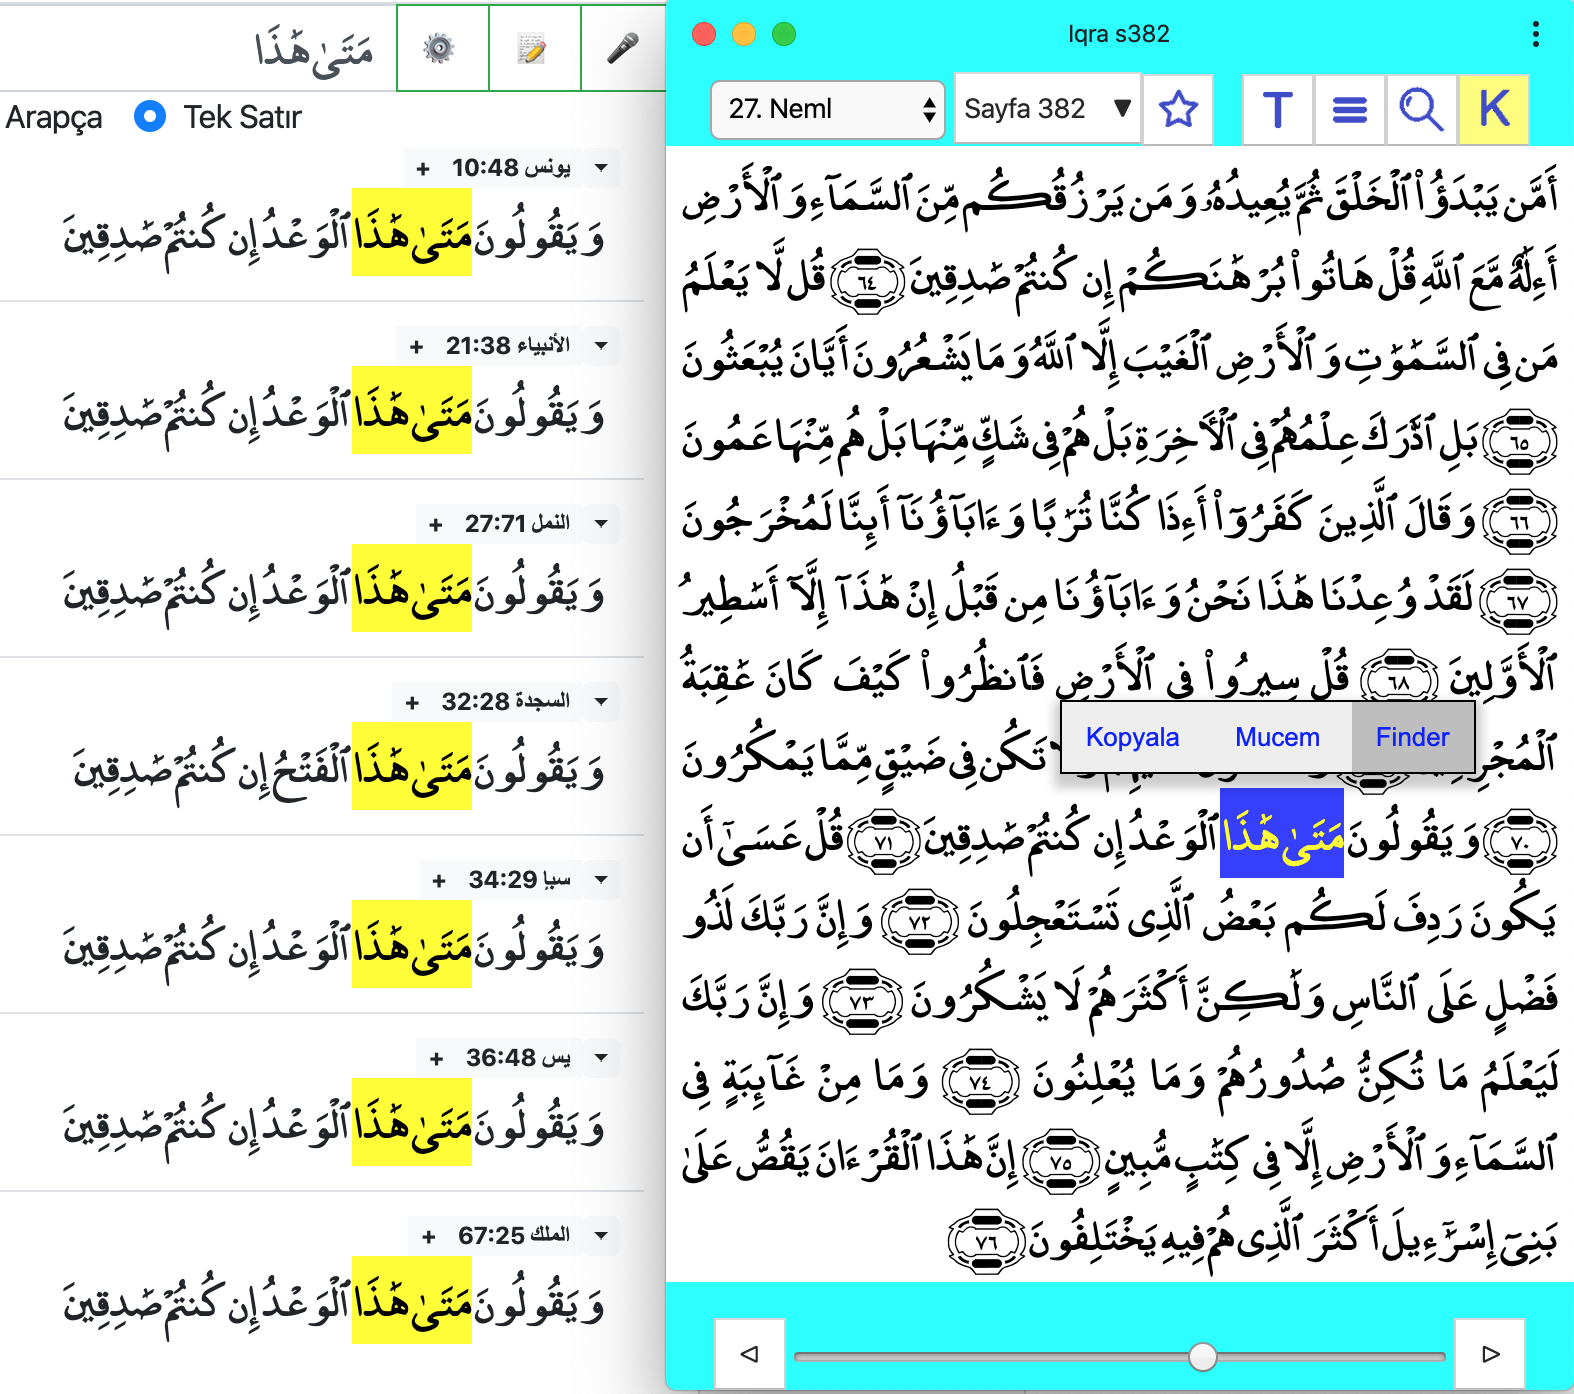 مَتَىٰ هَٰذَا
Arapça Tek Satır
يونس 10:48 +
وَيَقُولُونَ مَتَىٰ هَٰذَا ٱلْوَعْدُ إِن كُنتُمْ صَٰدِقِينَ
الأنبياء 21:38 +
وَيَقُولُونَ مَتَىٰ هَٰذَا ٱلْوَعْدُ إِن كُنتُمْ صَٰدِقِينَ
النمل 27:71 +
وَيَقُولُونَ مَتَىٰ هَٰذَا ٱلْوَعْدُ إِن كُنتُمْ صَٰدِقِينَ
السجدة 32:28 +
وَيَقُولُونَ مَتَىٰ هَٰذَا ٱلْفَتْحُ إِن كُنتُمْ صَٰدِقِينَ
سبإ 34:29 +
وَيَقُولُونَ مَتَىٰ هَٰذَا ٱلْوَعْدُ إِن كُنتُمْ صَٰدِقِينَ
يس 36:48 +
وَيَقُولُونَ مَتَىٰ هَٰذَا ٱلْوَعْدُ إِن كُنتُمْ صَٰدِقِينَ
الملك 67:25 +
وَيَقُولُونَ مَتَىٰ هَٰذَا ٱلْوَعْدُ إِن كُنتُمْ صَٰدِقِينَ
Iqra s382
27. Neml Sayfa 382 T K
أَمَّن يَبْدَؤُا۟ ٱلْخَلْقَ ثُمَّ يُعِيدُهُۥ وَمَن يَرْزُقُكُم مِّنَ ٱلسَّمَآءِ وَٱلْأَرْضِ
أَءِلَٰهٌ مَّعَ ٱللَّهِ قُلْ هَاتُوا۟ بُرْهَٰنَكُمْ إِن كُنتُمْ صَٰدِقِينَ ٦٤ قُل لَّا يَعْلَمُ
مَن فِى ٱلسَّمَٰوَٰتِ وَٱلْأَرْضِ ٱلْغَيْبَ إِلَّا ٱللَّهُ وَمَا يَشْعُرُونَ أَيَّانَ يُبْعَثُونَ
٦٥ بَلِ ٱدَّٰرَكَ عِلْمُهُمْ فِى ٱلْأَخِرَةِ بَلْ هُمْ فِى شَكٍّ مِّنْهَا بَلْ هُم مِّنْهَا عَمُونَ
٦٦ وَقَالَ ٱلَّذِينَ كَفَرُوٓا۟ أَءِذَا كُنَّا تُرَٰبًا وَءَابَآؤُنَآ أَئِنَّا لَمُخْرَجُونَ
٦٧ لَقَدْ وُعِدْنَا هَٰذَا نَحْنُ وَءَابَآؤُنَا مِن قَبْلُ إِنْ هَٰذَآ إِلَّآ أَسَٰطِيرُ
ٱلْأَوَّلِينَ ٦٨ قُلْ سِيرُوا۟ فِى ٱلْأَرْضِ فَٱنظُرُوا۟ كَيْفَ كَانَ عَٰقِبَةُ
Kopyala Mucem Finder
تَكُن فِى ضَيْقٍ مِّمَّا يَمْكُرُونَ
٧٠ وَيَقُولُونَ مَتَىٰ هَٰذَا ٱلْوَعْدُ إِن كُنتُمْ صَٰدِقِينَ ٧١ قُلْ عَسَىٰٓ أَن
يَكُونَ رَدِفَ لَكُم بَعْضُ ٱلَّذِى تَسْتَعْجِلُونَ ٧٢ وَإِنَّ رَبَّكَ لَذُو
فَضْلٍ عَلَى ٱلنَّاسِ وَلَٰكِنَّ أَكْثَرَهُمْ لَا يَشْكُرُونَ ٧٣ وَإِنَّ رَبَّكَ
لَيَعْلَمُ مَا تُكِنُّ صُدُورُهُمْ وَمَا يُعْلِنُونَ ٧٤ وَمَا مِنْ غَآئِبَةٍ فِى
ٱلسَّمَآءِ وَٱلْأَرْضِ إِلَّا فِى كِتَٰبٍ مُّبِينٍ ٧٥ إِنَّ هَٰذَا ٱلْقُرْءَانَ يَقُصُّ عَلَىٰ
بَنِىٓ إِسْرَٰٓءِيلَ أَكْثَرَ ٱلَّذِى هُمْ فِيهِ يَخْتَلِفُونَ ٧٦